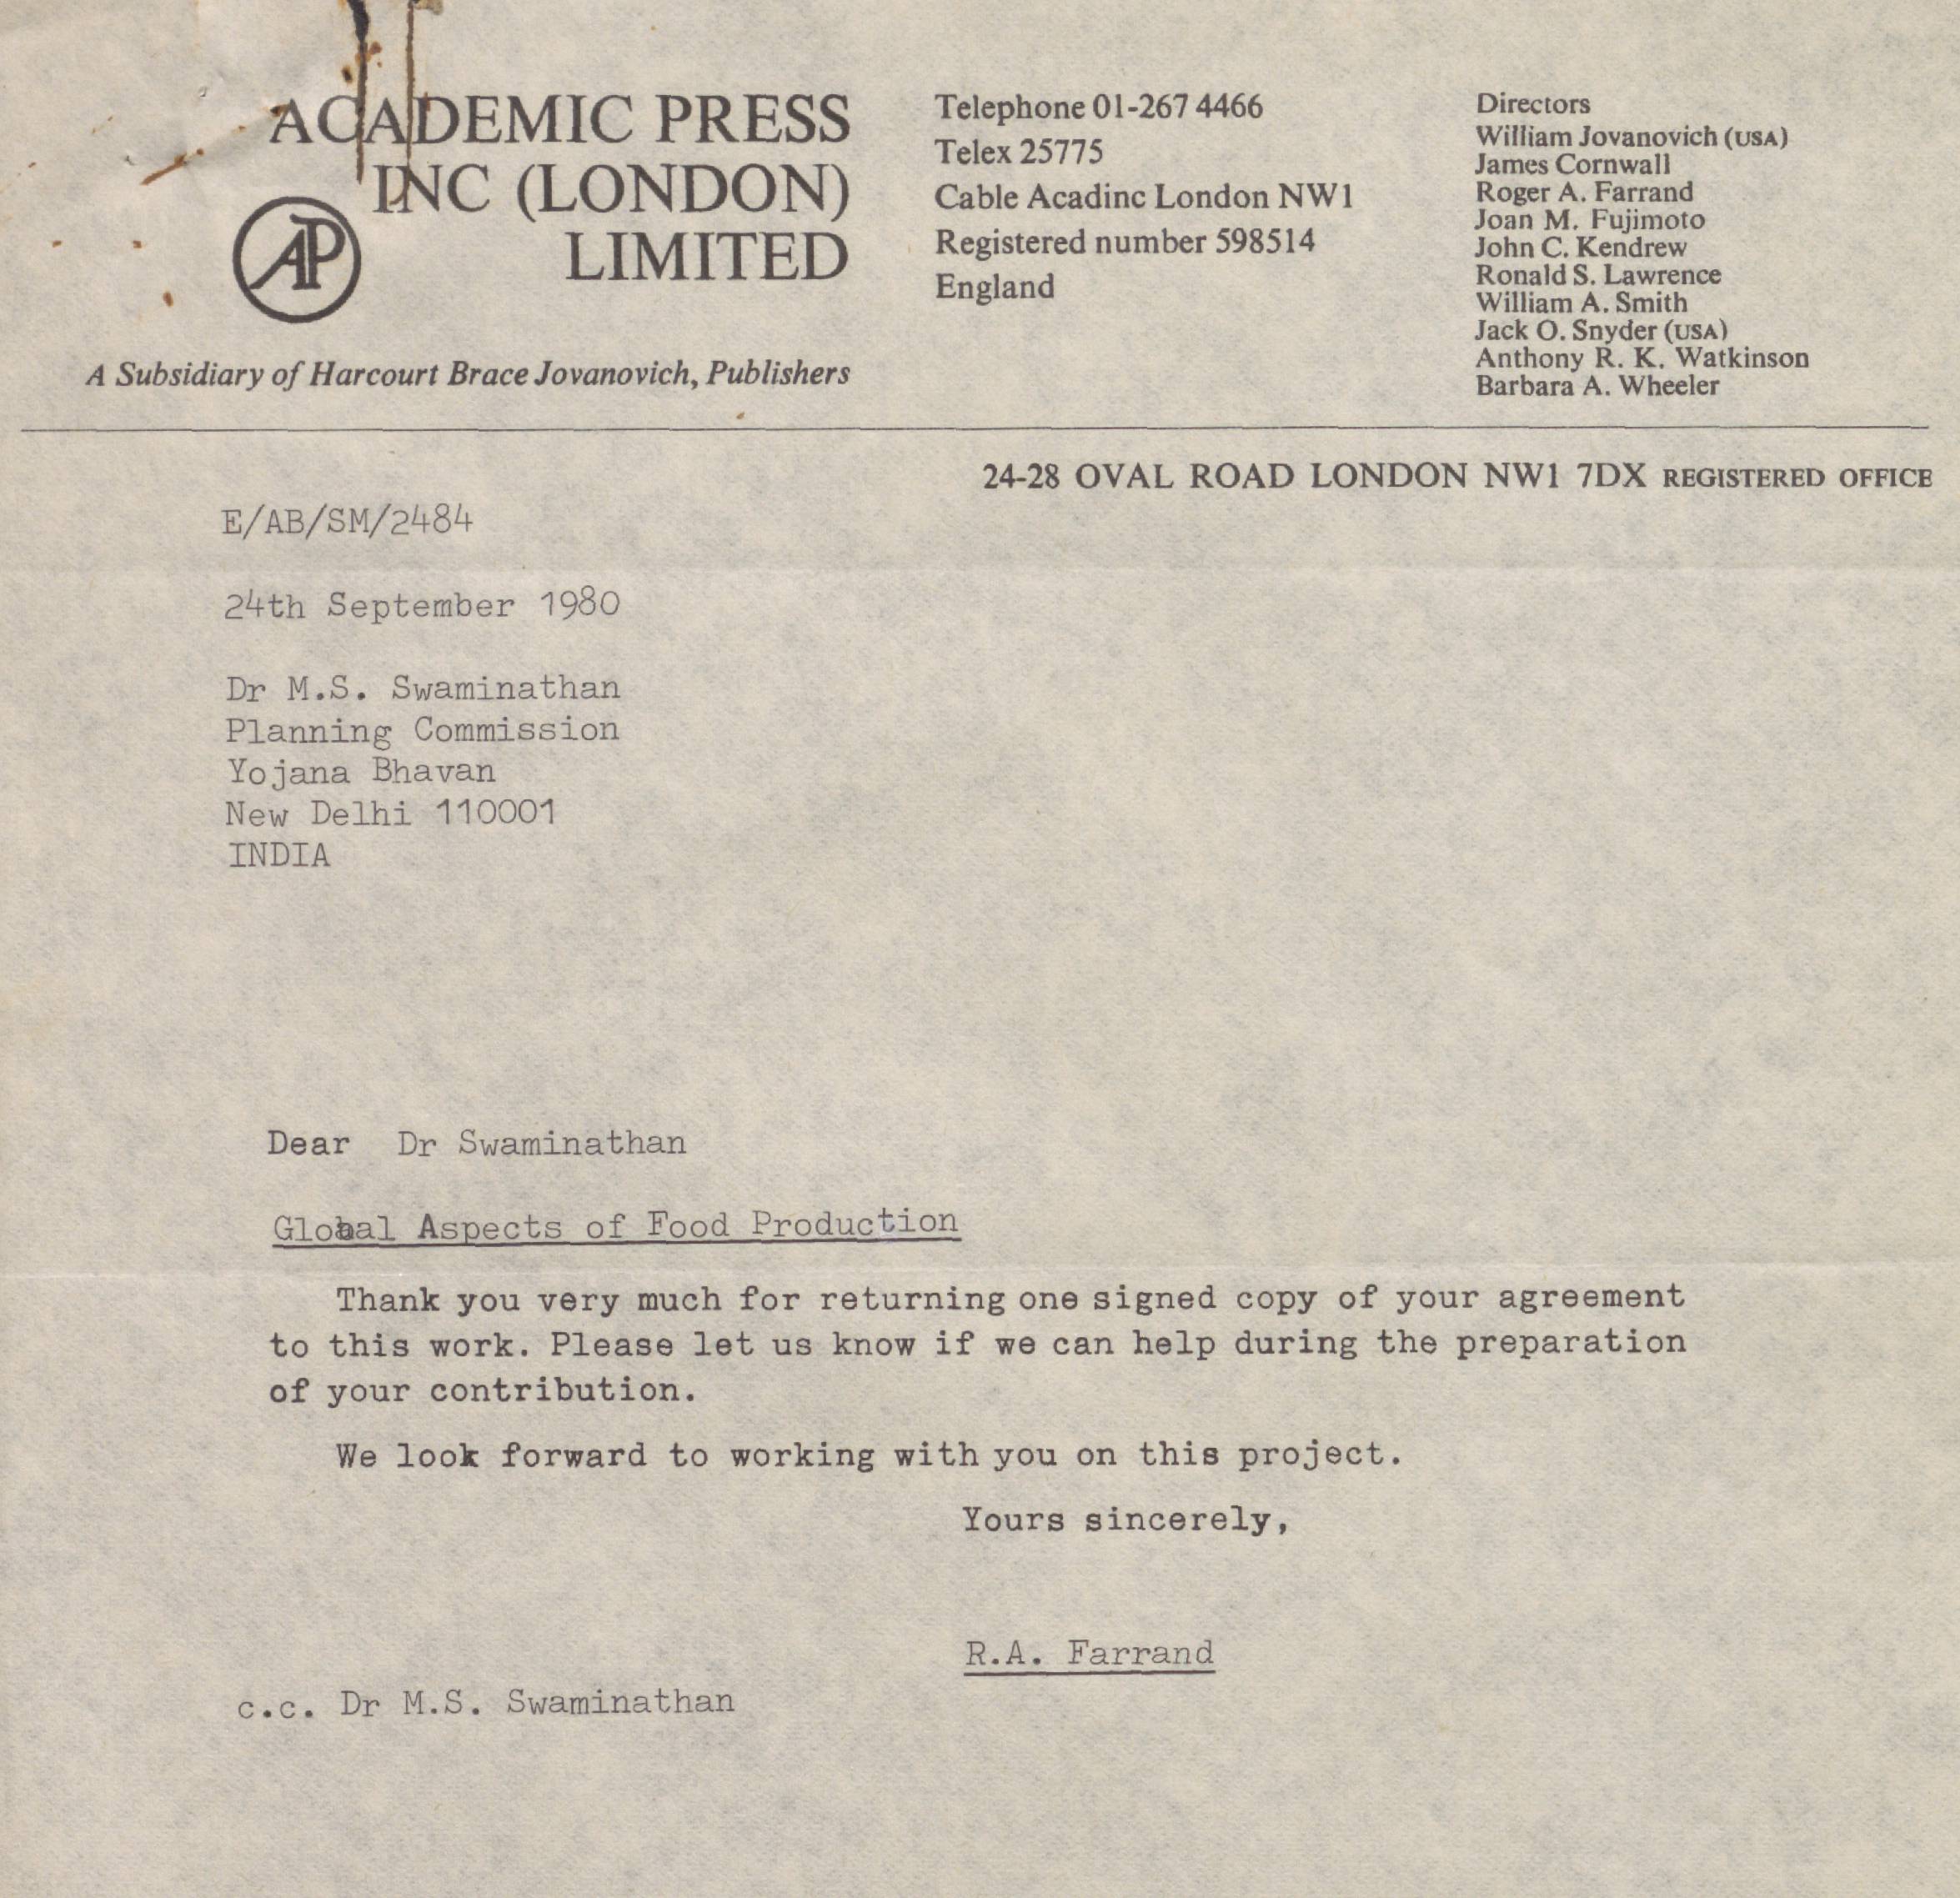 ACADEMIC PRESS
INC (LONDON)
LIMITED
AP
A Subsidiary of Harcourt Brace Jovanovich, Publishers
Telephone 01-267 4466
Telex 25775
Cable Acadinc London NW1
Registered number 598514
England
Directors
William Jovanovich (USA)
James Cornwall
Roger A. Farrand
Joan M. Fujimoto
John C. Kendrew
Ronald S. Lawrence
William A. Smith
Jack O. Snyder (USA)
Anthony R. K. Watkinson
Barbara A. Wheeler
24-28 OVAL ROAD LONDON NW1 7DX REGISTERED OFFICE
E/AB/SM/2484
24th September 1980
Dr M.S. Swaminathan
Planning Commission
Yojana Bhavan
New Delhi 110001
INDIA
Dear Dr Swaminathan
Global Aspects of Food Production
Thank you very much for returning one signed copy of your agreement
to this work. Please let us know if we can help during the preparation
of your contribution.
We look forward to working with you on this project.
Yours sincerely,
R.A. Farrand
c.c. Dr M.S. Swaminathan